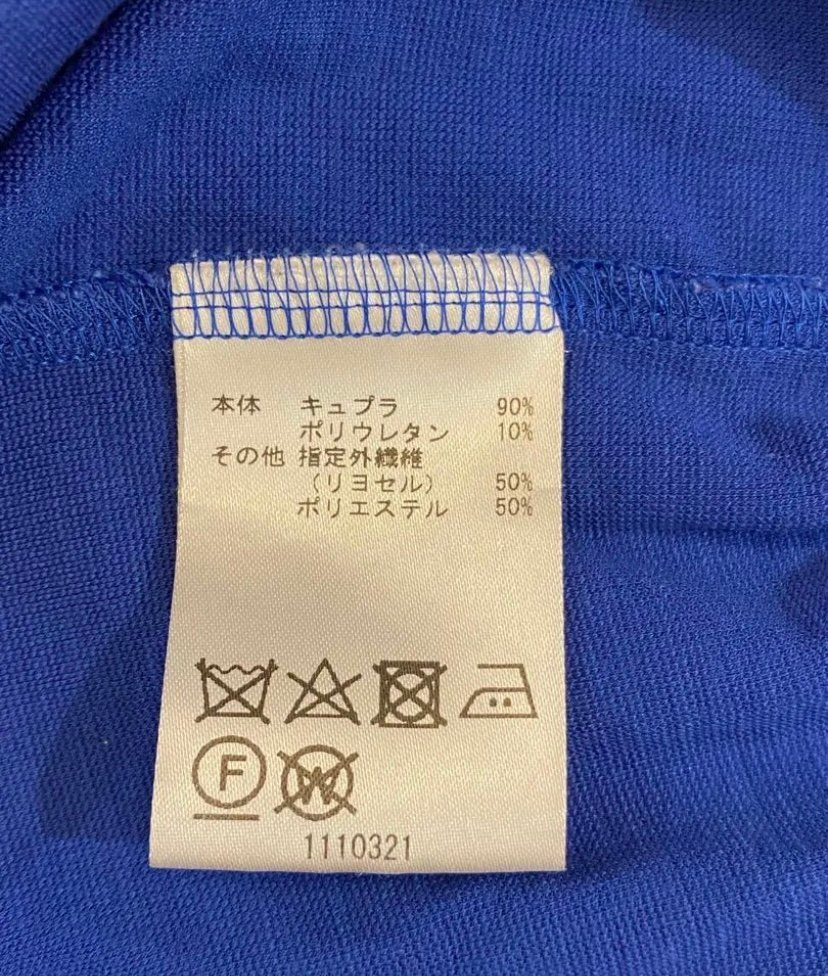 本体 キュプラ 90%
ポリウレタン 10%
その他 指定外繊維
（リヨセル） 50%
ポリエステル 50%
F W
1110321